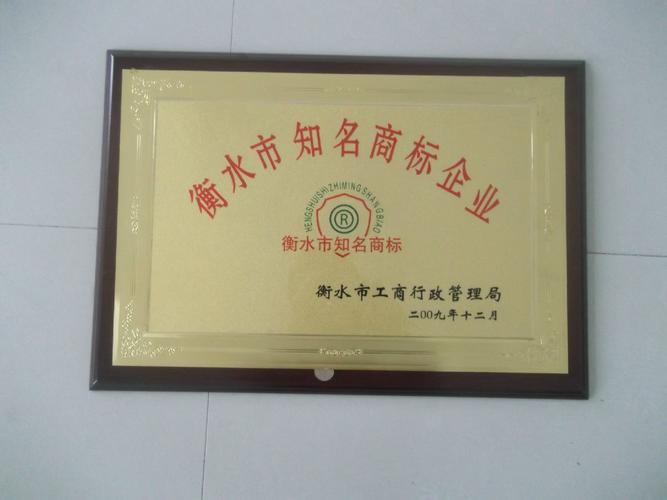 衡水市知名商标企业
HENGSHUISHIZHIMINGSHANGBIAO
R
衡水市知名商标
衡水市工商行政管理局
二00九年十二月